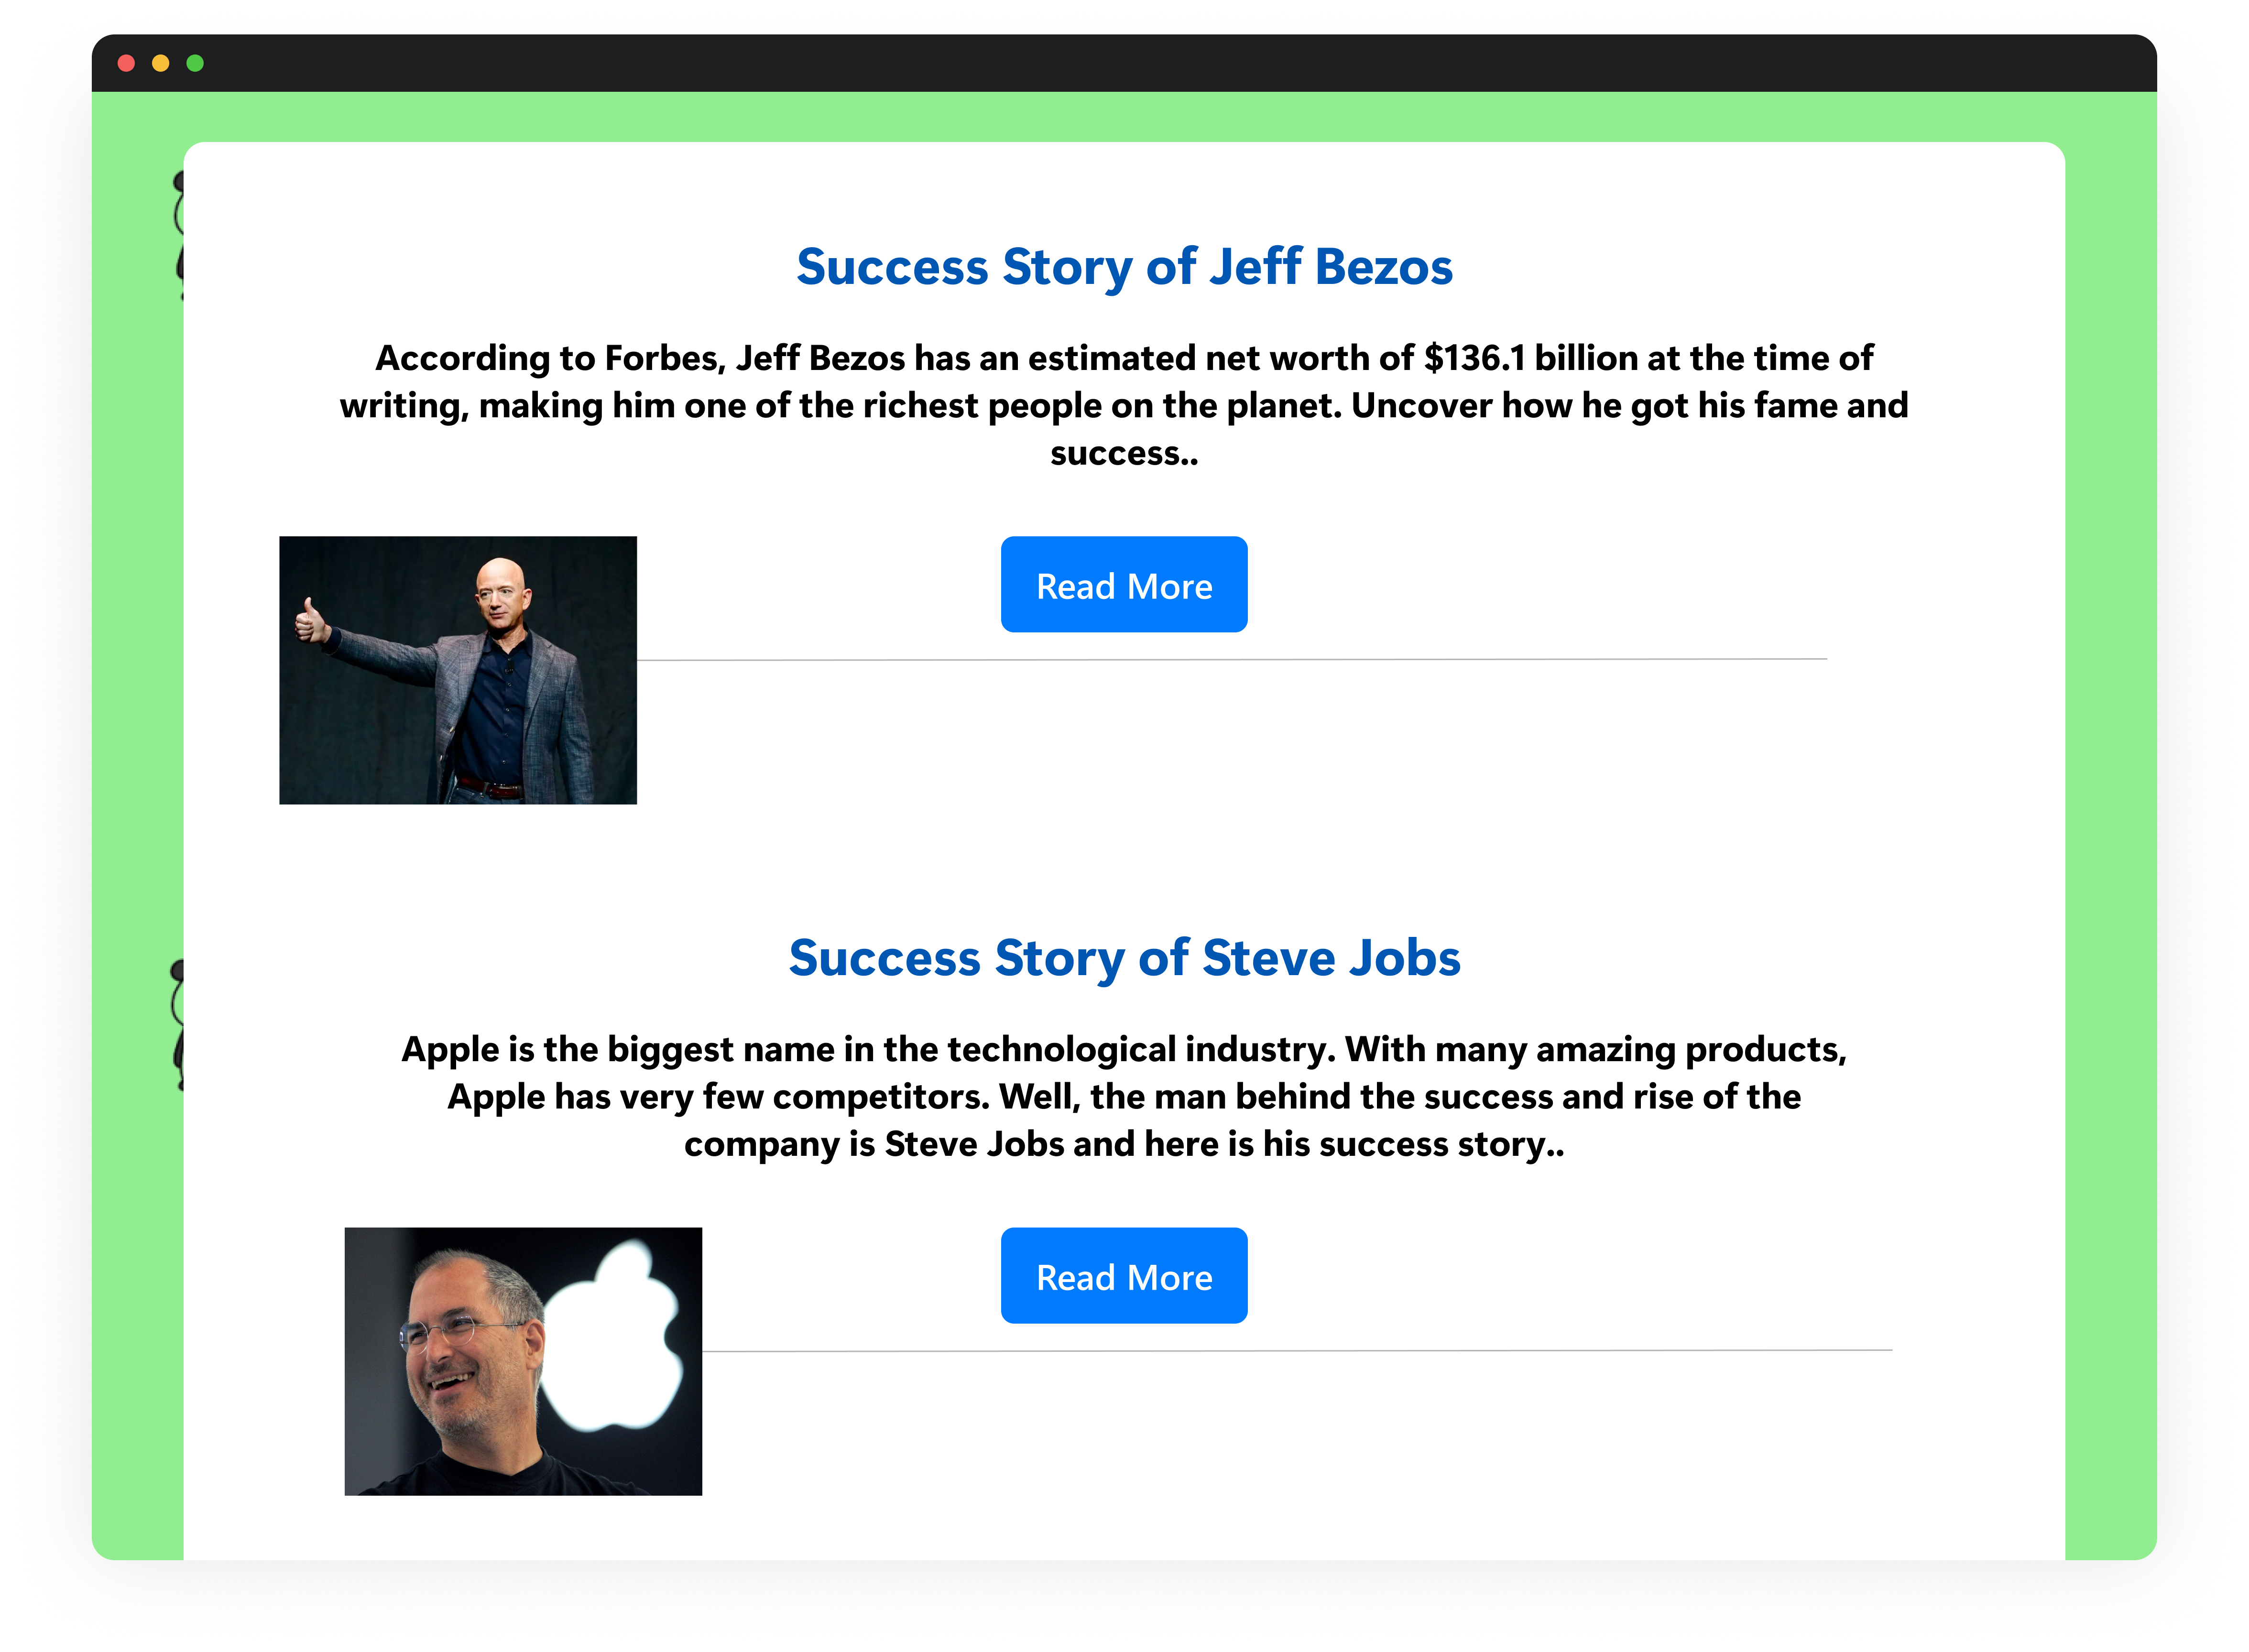 Success Story of Jeff Bezos
According to Forbes, Jeff Bezos has an estimated net worth of $136.1 billion at the time of
writing, making him one of the richest people on the planet. Uncover how he got his fame and
success..
Read More
Success Story of Steve Jobs
Apple is the biggest name in the technological industry. With many amazing products,
Apple has very few competitors. Well, the man behind the success and rise of the
company is Steve Jobs and here is his success story..
Read More